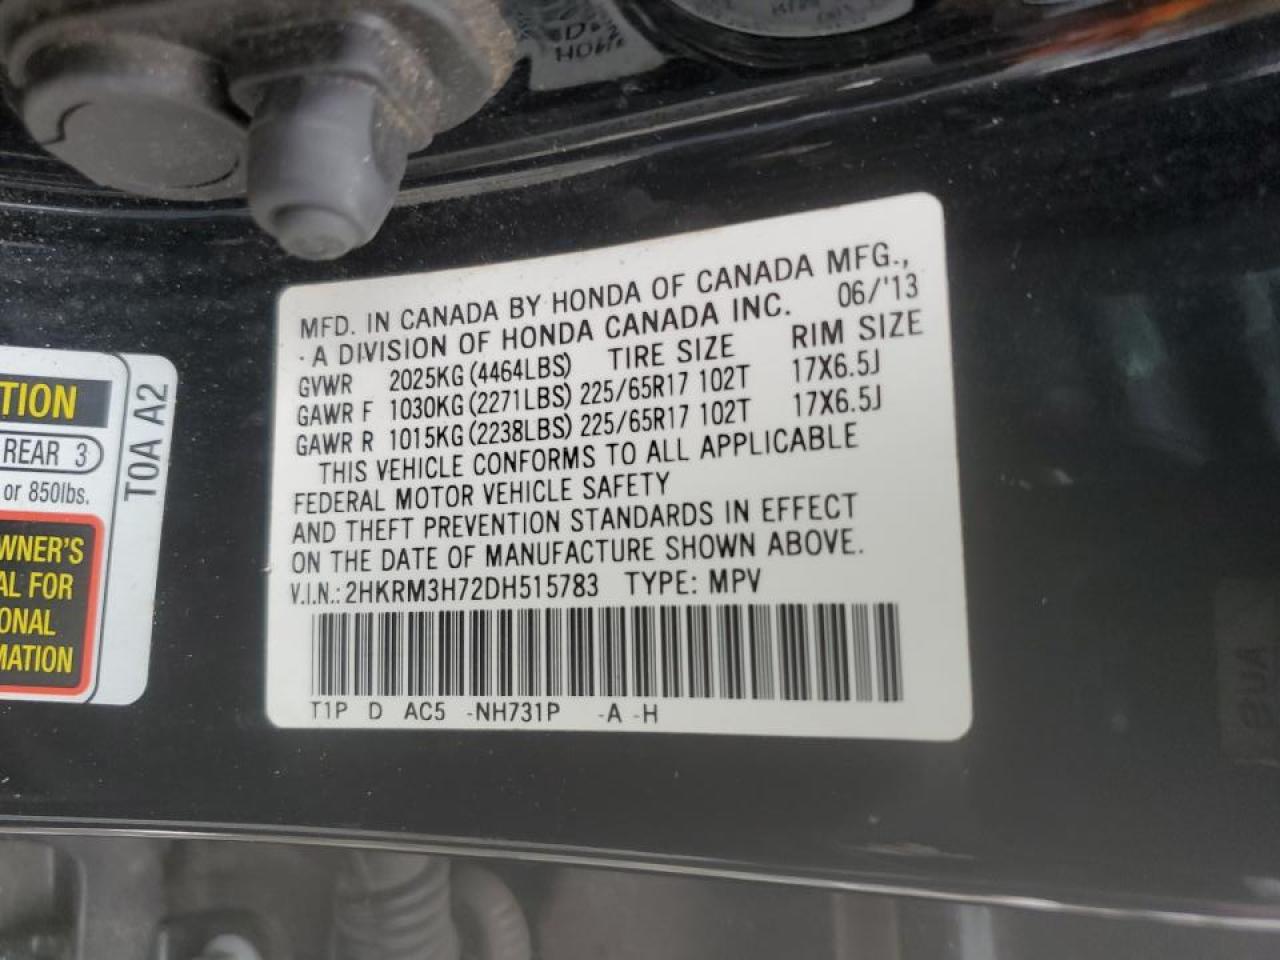 MFD. IN CANADA BY HONDA OF CANADA MFG.,
A DIVISION OF HONDA CANADA INC. 06/'13
GVWR 2025KG (4464LBS) TIRE SIZE RIM SIZE
GAWR F 1030KG (2271LBS) 225/65R17 102T 17X6.5J
GAWR R 1015KG (2238LBS) 225/65R17 102T 17X6.5J
THIS VEHICLE CONFORMS TO ALL APPLICABLE
FEDERAL MOTOR VEHICLE SAFETY
AND THEFT PREVENTION STANDARDS IN EFFECT
ON THE DATE OF MANUFACTURE SHOWN ABOVE.
V.I.N.: 2HKRM3H72DH515783 TYPE: MPV
T1P D AC5 -NH731P -A -H
TION
REAR 3
or 850lbs.
WNER'S
AL FOR
ONAL
MATION
T0A A2